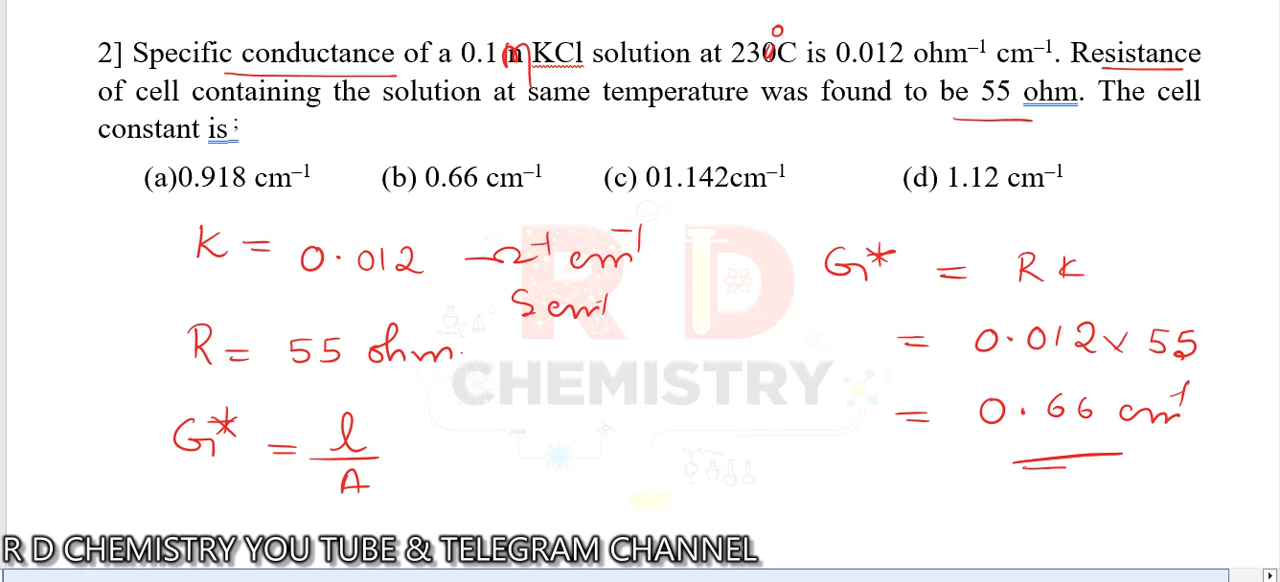 2] Specific conductance of a 0.1 m KCl solution at 230°C is 0.012 ohm⁻¹ cm⁻¹. Resistance
of cell containing the solution at same temperature was found to be 55 ohm. The cell
constant is :
(a)0.918 cm⁻¹ (b) 0.66 cm⁻¹ (c) 01.142cm⁻¹ (d) 1.12 cm⁻¹
K = 0.012 Ω⁻¹ cm⁻¹
S cm⁻¹
R = 55 ohm.
G* = l/A
G* = R K
= 0.012 × 55
= 0.66 cm⁻¹
R D
CHEMISTRY
R D CHEMISTRY YOU TUBE & TELEGRAM CHANNEL